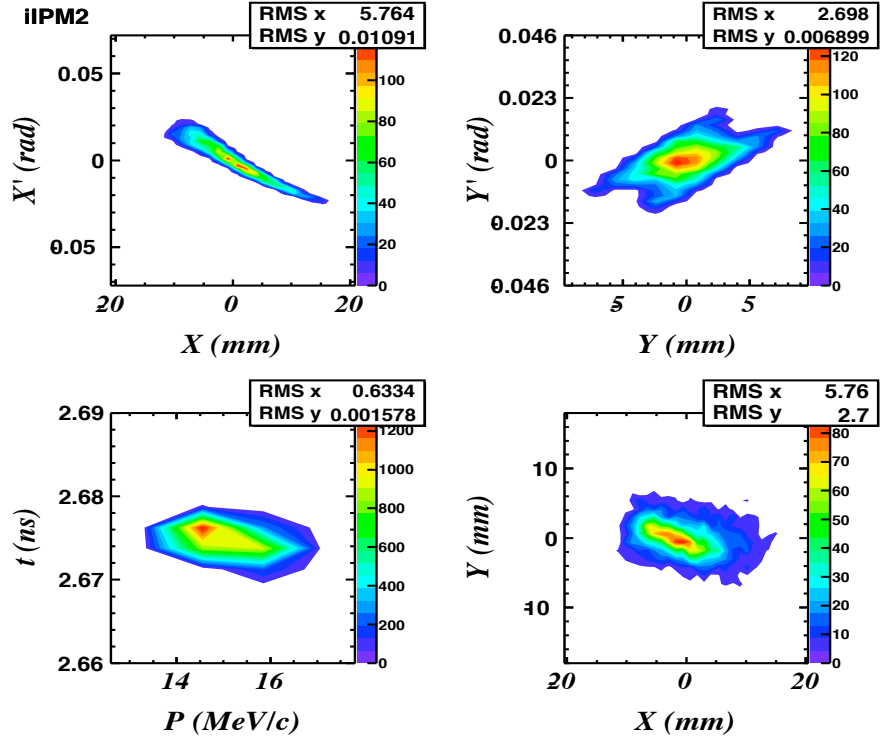 iIPM2
RMS x 5.764
RMS y 0.01091
0.05
0
-0.05
X' (rad)
-20 0 20
X (mm)
100
80
60
40
20
0
RMS x 2.698
RMS y 0.006899
0.046
0.023
0
-0.023
-0.046
Y' (rad)
-5 0 5
Y (mm)
120
100
80
60
40
20
0
RMS x 0.6334
RMS y 0.001578
2.69
2.68
2.67
2.66
t (ns)
14 16
P (MeV/c)
1200
1000
800
600
400
200
0
RMS x 5.76
RMS y 2.7
10
0
-10
Y (mm)
-20 0 20
X (mm)
80
70
60
50
40
30
20
10
0